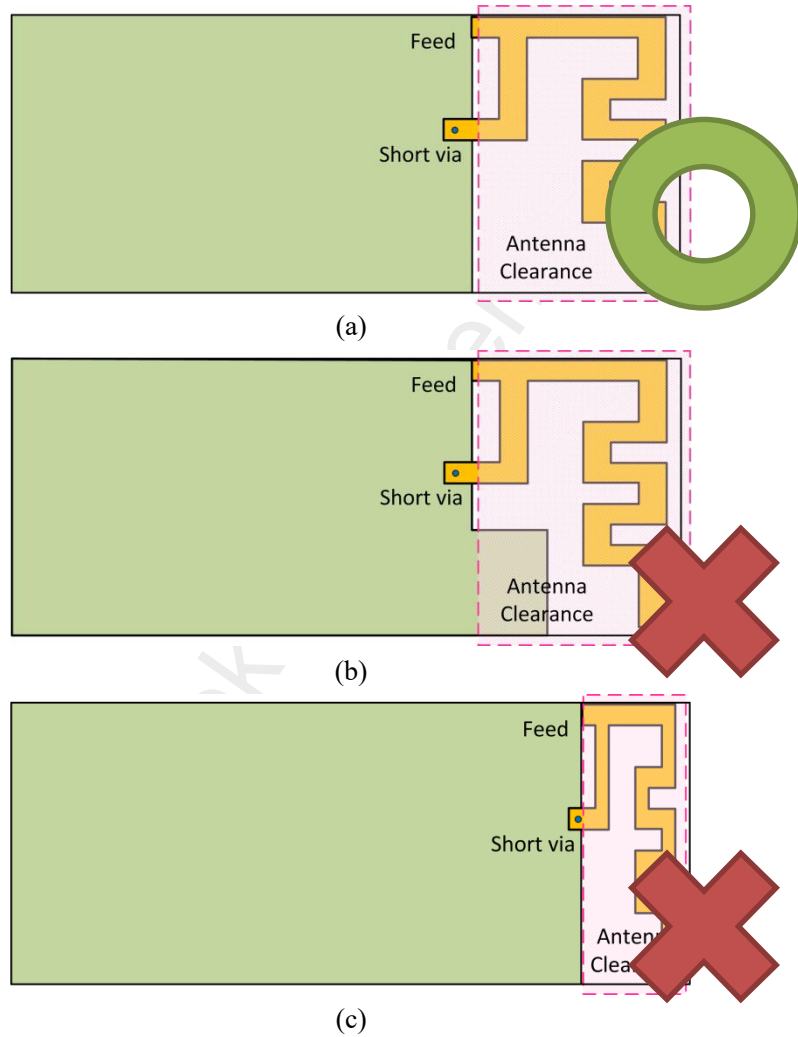 Feed
Short via
Antenna
Clearance
(a)
Feed
Short via
Antenna
Clearance
(b)
Feed
Short via
(c)